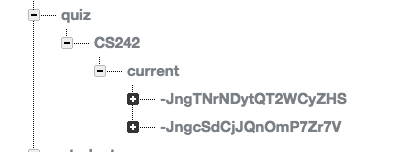 quiz
CS242
current
-JngTNrNDytQT2WCyZHS
-JngcSdCjJQnOmP7Zr7V